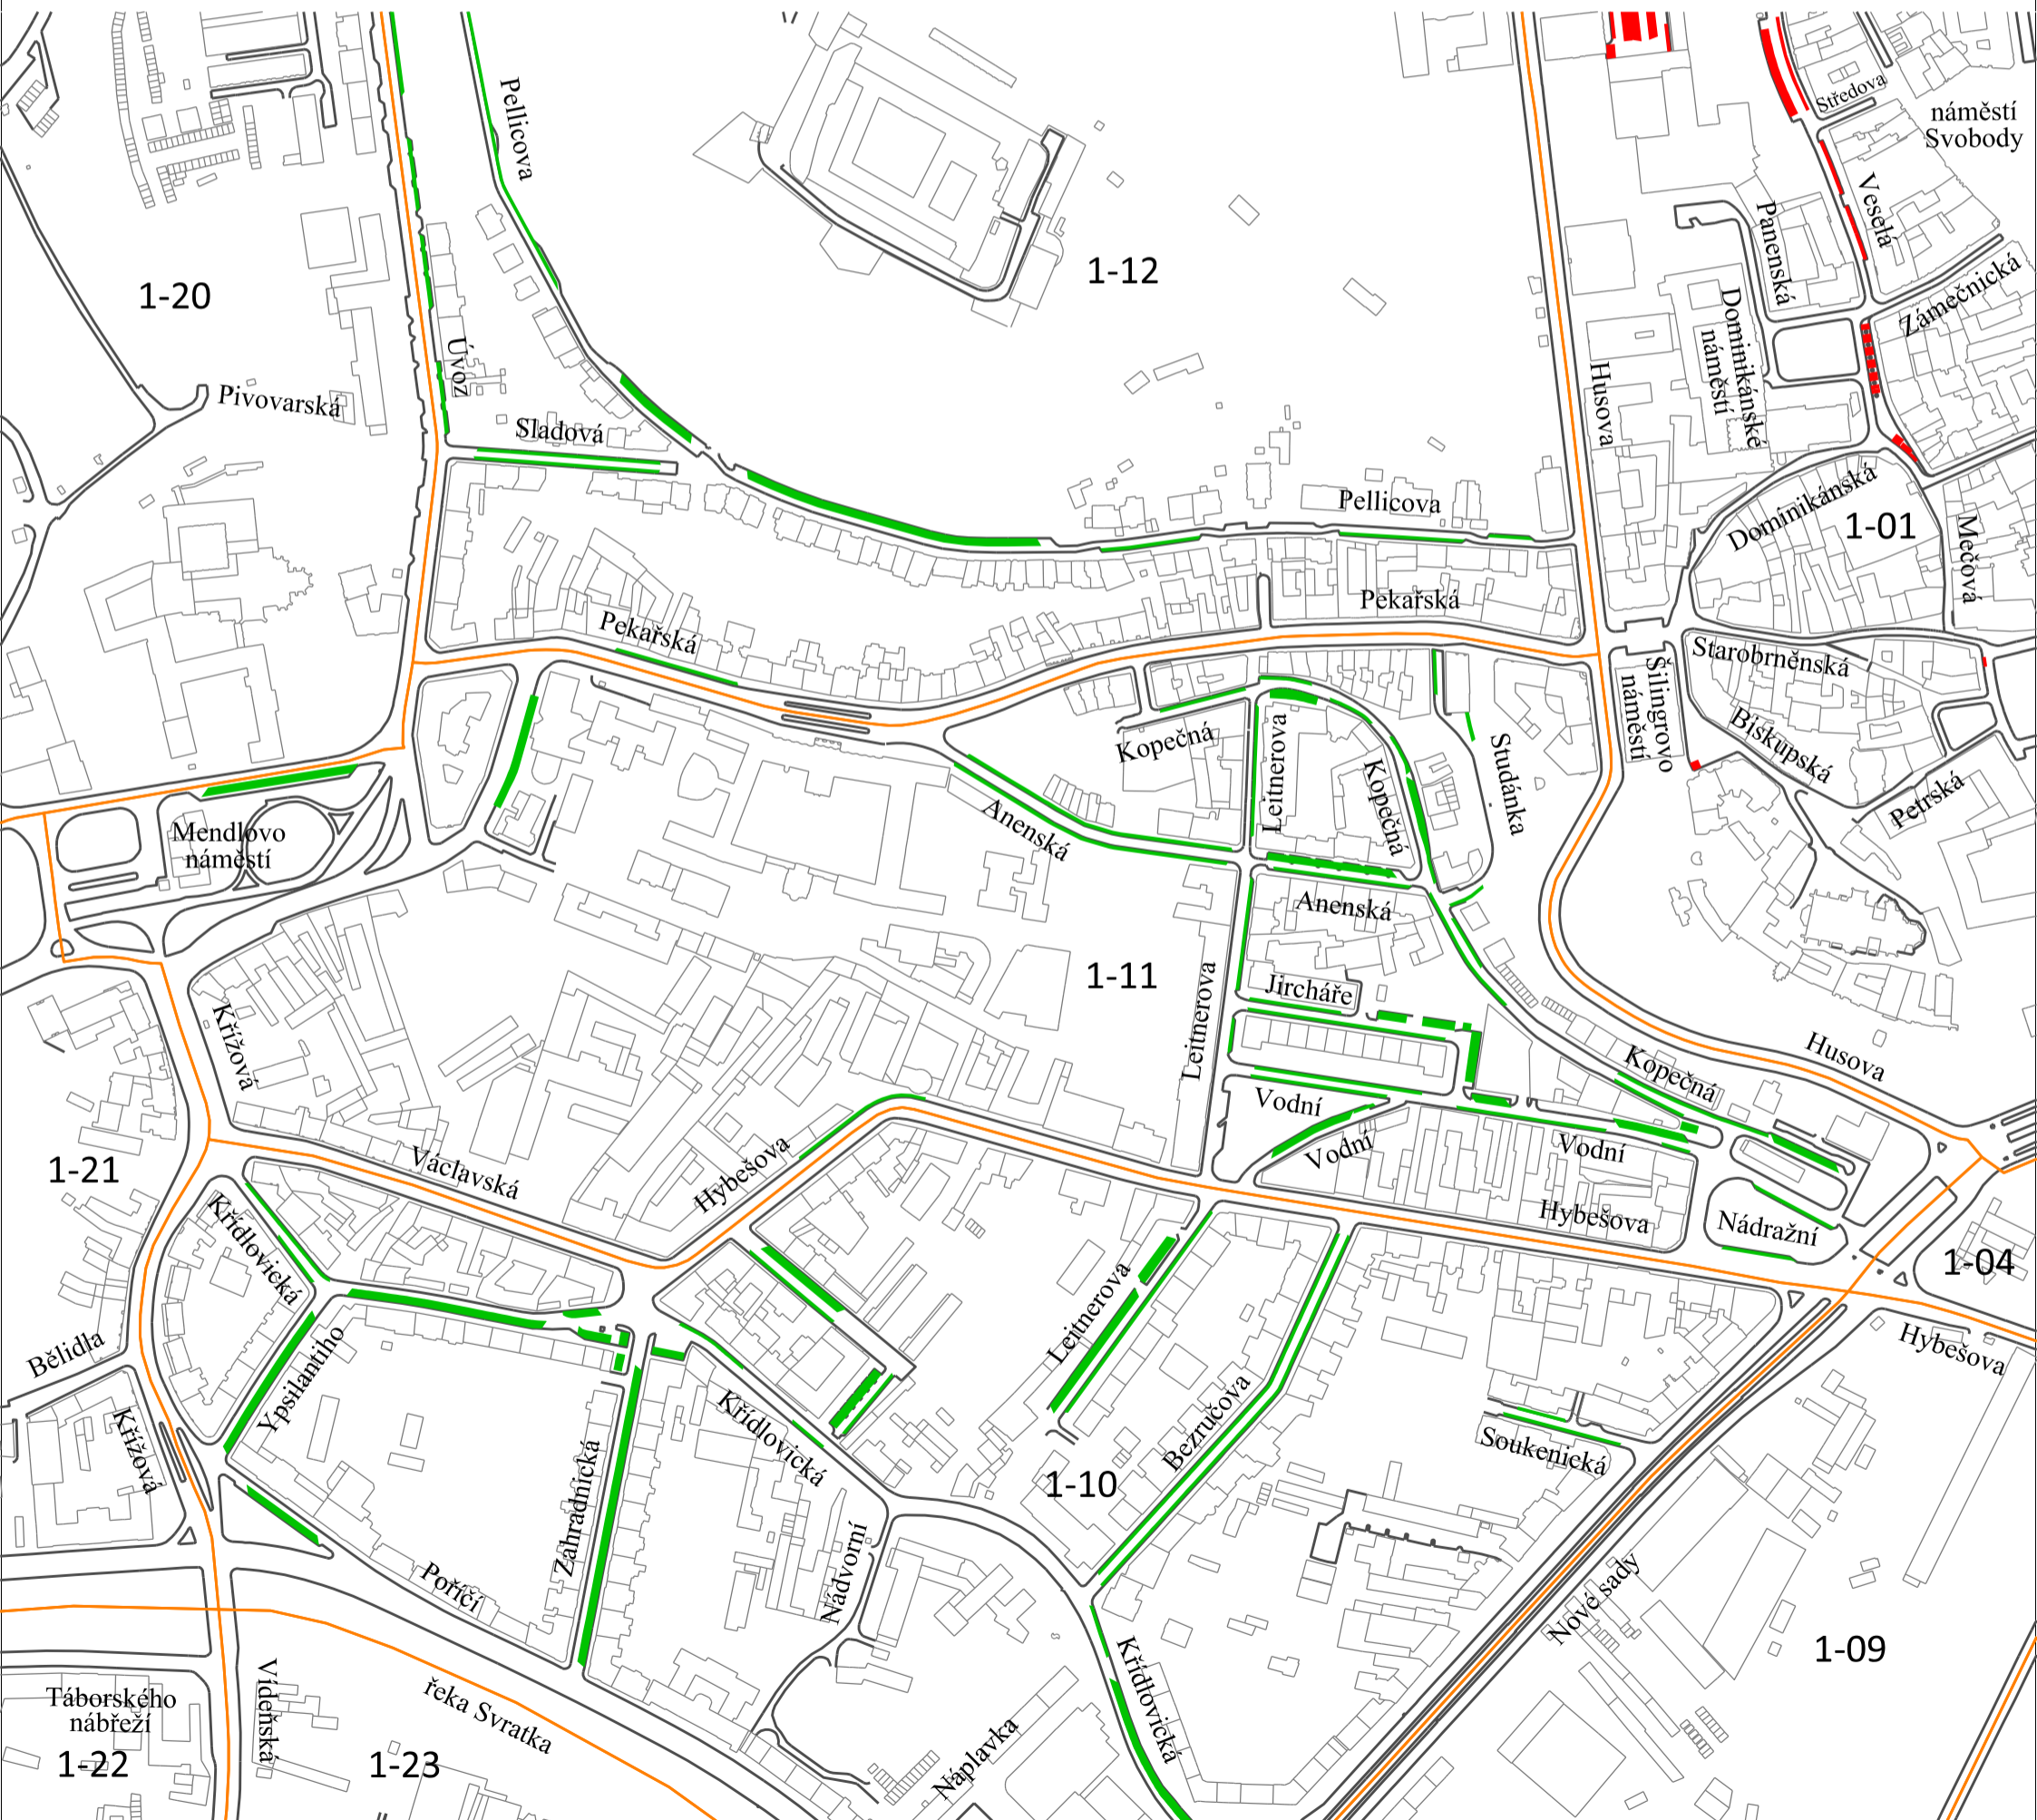 Pellicova
Středova
náměstí
Svobody
Veselá
Panenská
1-12
1-20
Zámečnická
Dominikánské
náměstí
Úvoz
Husova
Pivovarská
Sladová
Pellicova
Dominikánská
1-01
Mečová
Pekařská
Pekařská
Starobrněnská
Šilingrovo
náměstí
Biskupská
Kopečná
Leitnerova
Kopečná
Studánka
Petrská
Anenská
Mendlovo
náměstí
Anenská
1-11
Jircháře
Leitnerova
Křížová
Husova
Kopečná
Vodní
Vodní
Vodní
1-21
Václavská
Hybešova
Křídlovická
Hybešova
Nádražní
1-04
Leitnerova
Bělidla
Ypsilantiho
Hybešova
Křídlovická
Bezručova
Křížová
Zahradnická
Soukenická
1-10
Poříčí
Nádvorní
Nové sady
1-09
Křídlovická
Vídeňská
Táborského
nábřeží
řeka Svratka
1-22
1-23
Náplavka